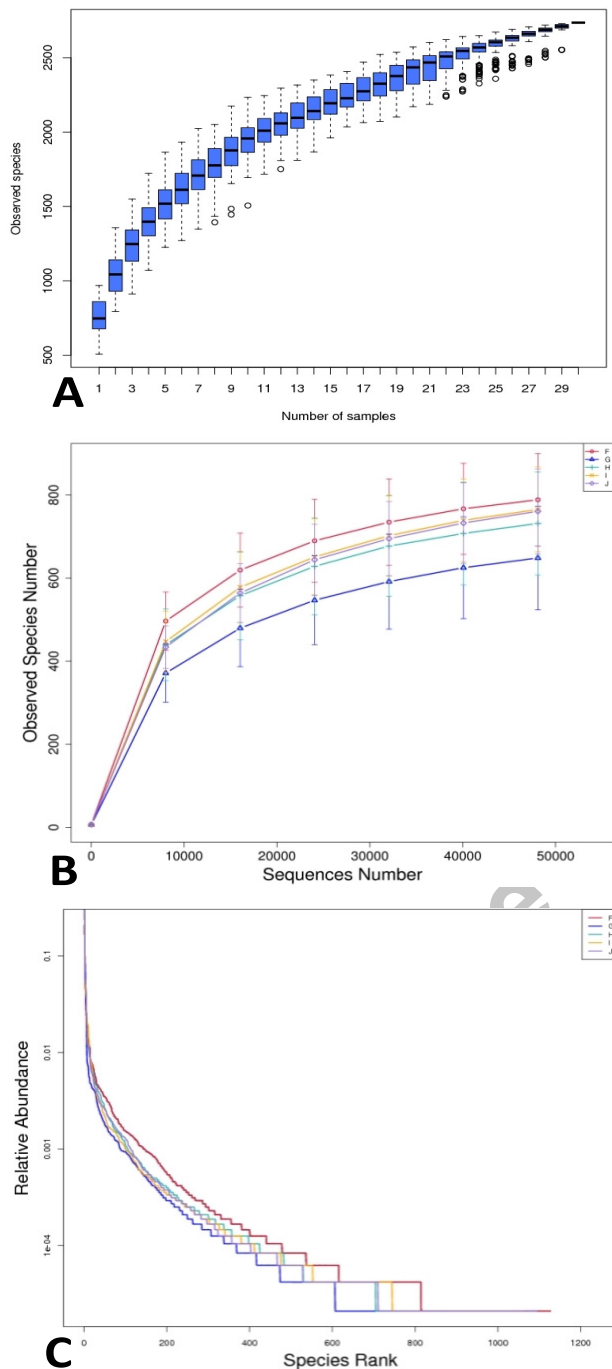 2500
2000
1500
1000
500
Observed species
1 3 5 7 9 11 13 15 17 19 21 23 25 27 29
A
Number of samples
F
G
H
I
J
800
600
400
200
0
Observed Species Number
0 10000 20000 30000 40000 50000
B
Sequences Number
F
G
H
I
J
0.1
0.01
0.001
1e-04
Relative Abundance
0 200 400 600 800 1000 1200
C
Species Rank